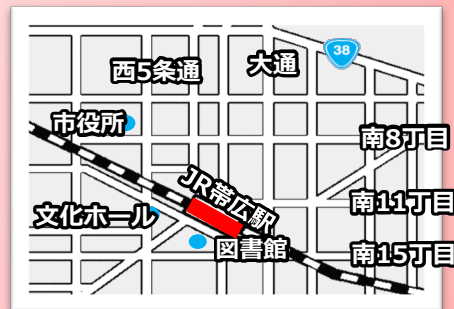 38
西5条通
大通
市役所
南8丁目
JR帯広駅
文化ホール
南11丁目
図書館
南15丁目